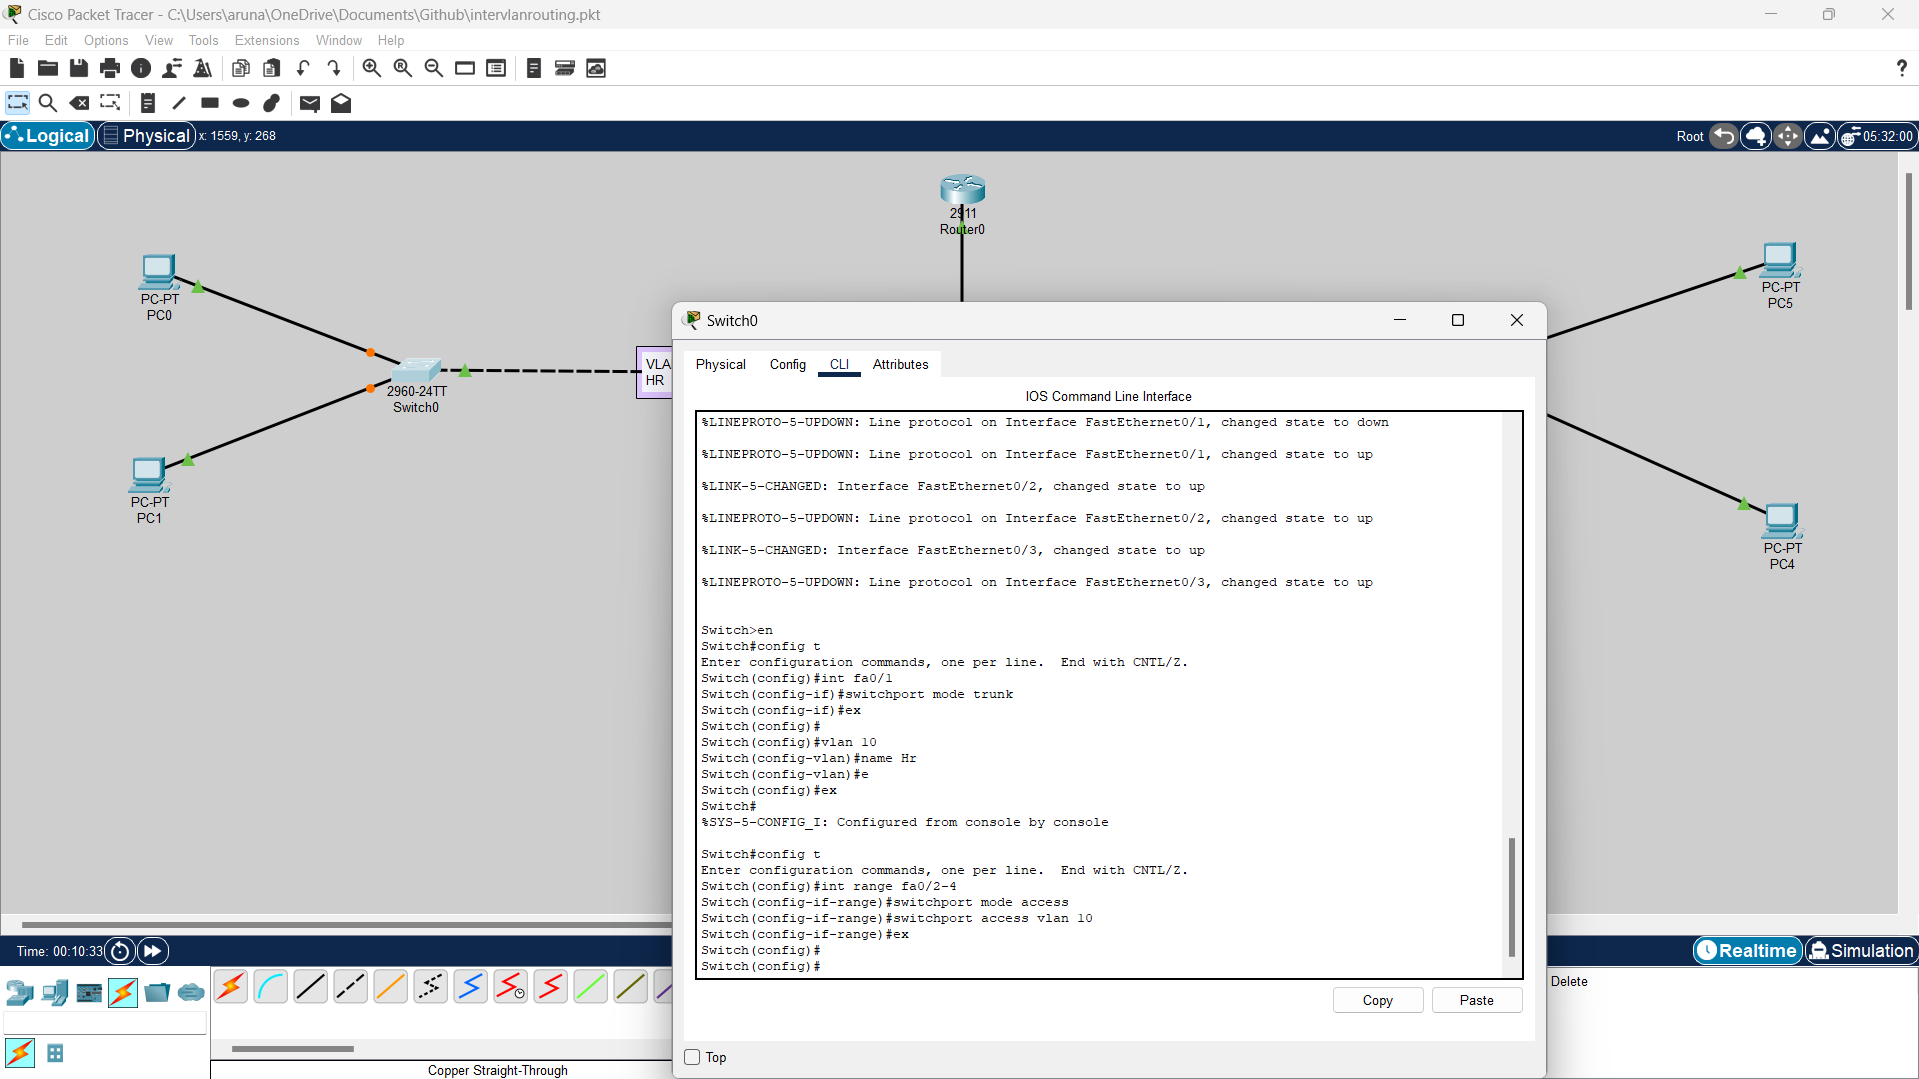 Cisco Packet Tracer - C:\Users\aruna\OneDrive\Documents\Github\intervlanrouting.pkt
File Edit Options View Tools Extensions Window Help
Logical Physical x: 1559, y: 268 Root 05:32:00
2911
Router0
PC-PT
PC0
PC-PT
PC5
2960-24TT
Switch0
VLA
HR
PC-PT
PC1
PC-PT
PC4
Switch0
Physical Config CLI Attributes
IOS Command Line Interface
%LINEPROTO-5-UPDOWN: Line protocol on Interface FastEthernet0/1, changed state to down
%LINEPROTO-5-UPDOWN: Line protocol on Interface FastEthernet0/1, changed state to up
%LINK-5-CHANGED: Interface FastEthernet0/2, changed state to up
%LINEPROTO-5-UPDOWN: Line protocol on Interface FastEthernet0/2, changed state to up
%LINK-5-CHANGED: Interface FastEthernet0/3, changed state to up
%LINEPROTO-5-UPDOWN: Line protocol on Interface FastEthernet0/3, changed state to up
Switch>en
Switch#config t
Enter configuration commands, one per line.  End with CNTL/Z.
Switch(config)#int fa0/1
Switch(config-if)#switchport mode trunk
Switch(config-if)#ex
Switch(config)#
Switch(config)#vlan 10
Switch(config-vlan)#name Hr
Switch(config-vlan)#e
Switch(config)#ex
Switch#
%SYS-5-CONFIG_I: Configured from console by console
Switch#config t
Enter configuration commands, one per line.  End with CNTL/Z.
Switch(config)#int range fa0/2-4
Switch(config-if-range)#switchport mode access
Switch(config-if-range)#switchport access vlan 10
Switch(config-if-range)#ex
Switch(config)#
Switch(config)#
Copy Paste
Top
Time: 00:10:33
Realtime Simulation
Delete
Copper Straight-Through